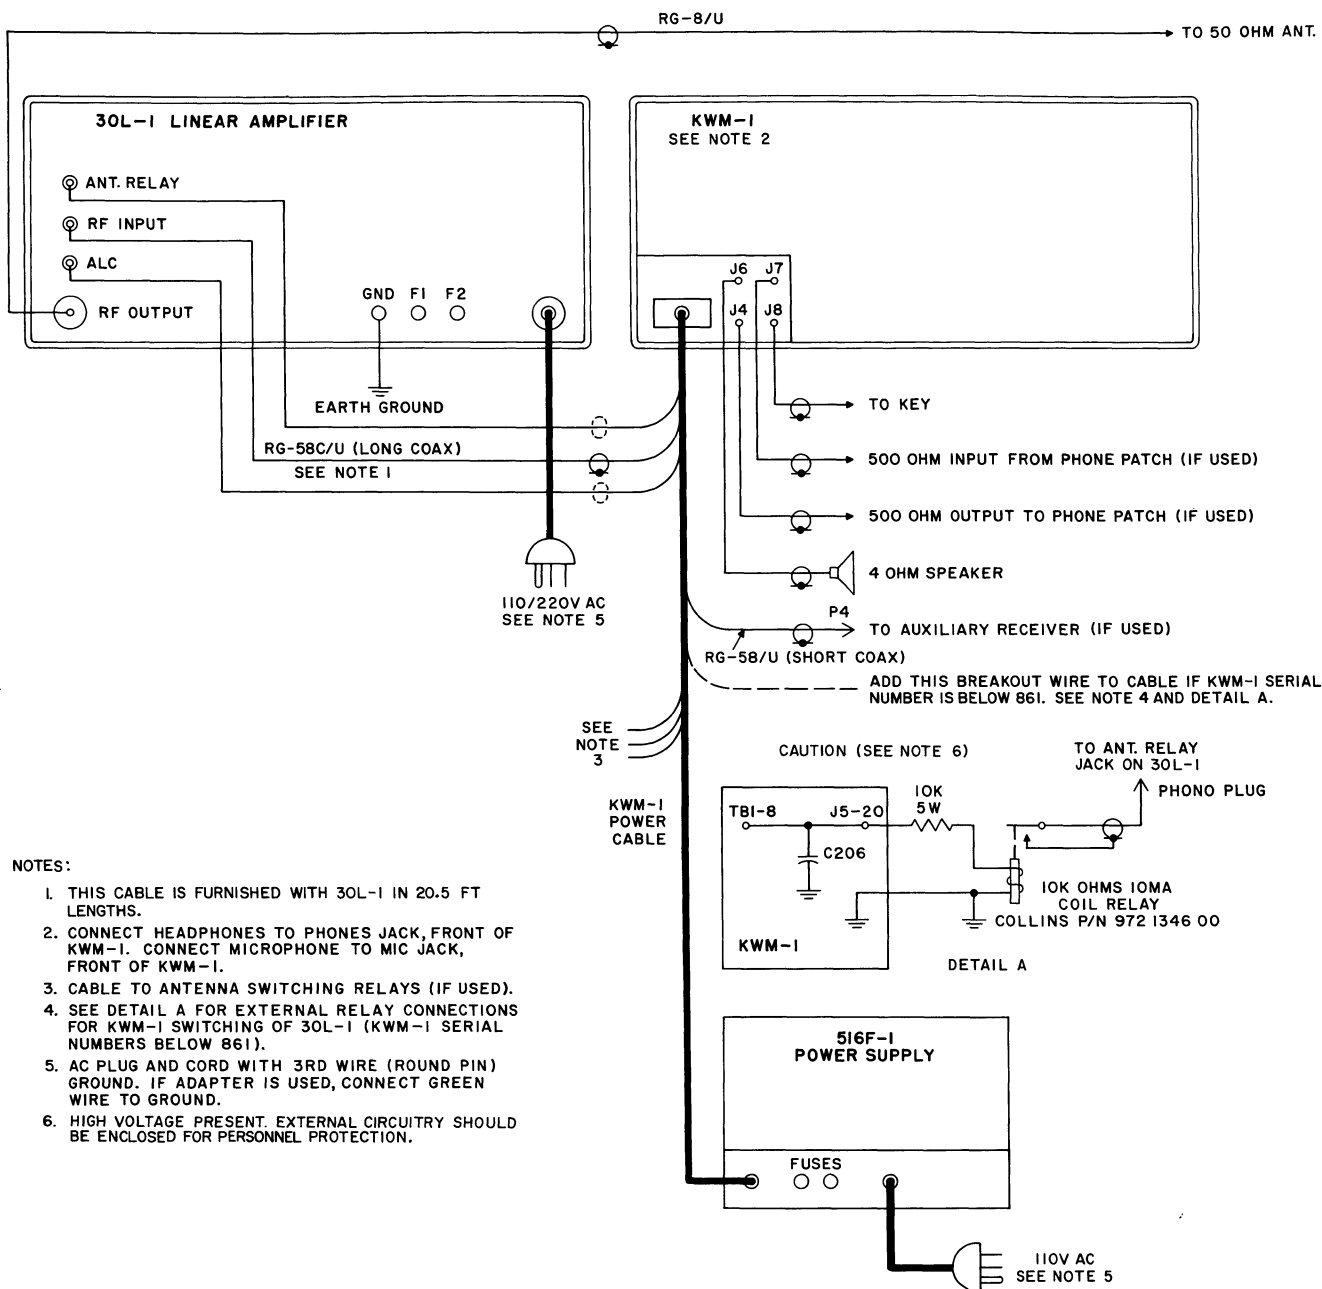 RG-8/U
TO 50 OHM ANT.
30L-1 LINEAR AMPLIFIER
ANT. RELAY
RF INPUT
ALC
RF OUTPUT
GND F1 F2
EARTH GROUND
RG-58C/U (LONG COAX)
SEE NOTE 1
110/220V AC
SEE NOTE 5
KWM-1
SEE NOTE 2
J6 J7
J4 J8
TO KEY
500 OHM INPUT FROM PHONE PATCH (IF USED)
500 OHM OUTPUT TO PHONE PATCH (IF USED)
4 OHM SPEAKER
P4
TO AUXILIARY RECEIVER (IF USED)
RG-58/U (SHORT COAX)
ADD THIS BREAKOUT WIRE TO CABLE IF KWM-1 SERIAL
NUMBER IS BELOW 861. SEE NOTE 4 AND DETAIL A.
SEE
NOTE
3
KWM-1
POWER
CABLE
CAUTION (SEE NOTE 6)
TO ANT. RELAY
JACK ON 30L-1
PHONO PLUG
10K
5W
TB1-8
J5-20
C206
KWM-1
10K OHMS 10MA
COIL RELAY
COLLINS P/N 972 1346 00
DETAIL A
NOTES:
1. THIS CABLE IS FURNISHED WITH 30L-1 IN 20.5 FT
LENGTHS.
2. CONNECT HEADPHONES TO PHONES JACK, FRONT OF
KWM-1. CONNECT MICROPHONE TO MIC JACK,
FRONT OF KWM-1.
3. CABLE TO ANTENNA SWITCHING RELAYS (IF USED).
4. SEE DETAIL A FOR EXTERNAL RELAY CONNECTIONS
FOR KWM-1 SWITCHING OF 30L-1 (KWM-1 SERIAL
NUMBERS BELOW 861).
5. AC PLUG AND CORD WITH 3RD WIRE (ROUND PIN)
GROUND. IF ADAPTER IS USED, CONNECT GREEN
WIRE TO GROUND.
6. HIGH VOLTAGE PRESENT. EXTERNAL CIRCUITRY SHOULD
BE ENCLOSED FOR PERSONNEL PROTECTION.
516F-1
POWER SUPPLY
FUSES
110V AC
SEE NOTE 5